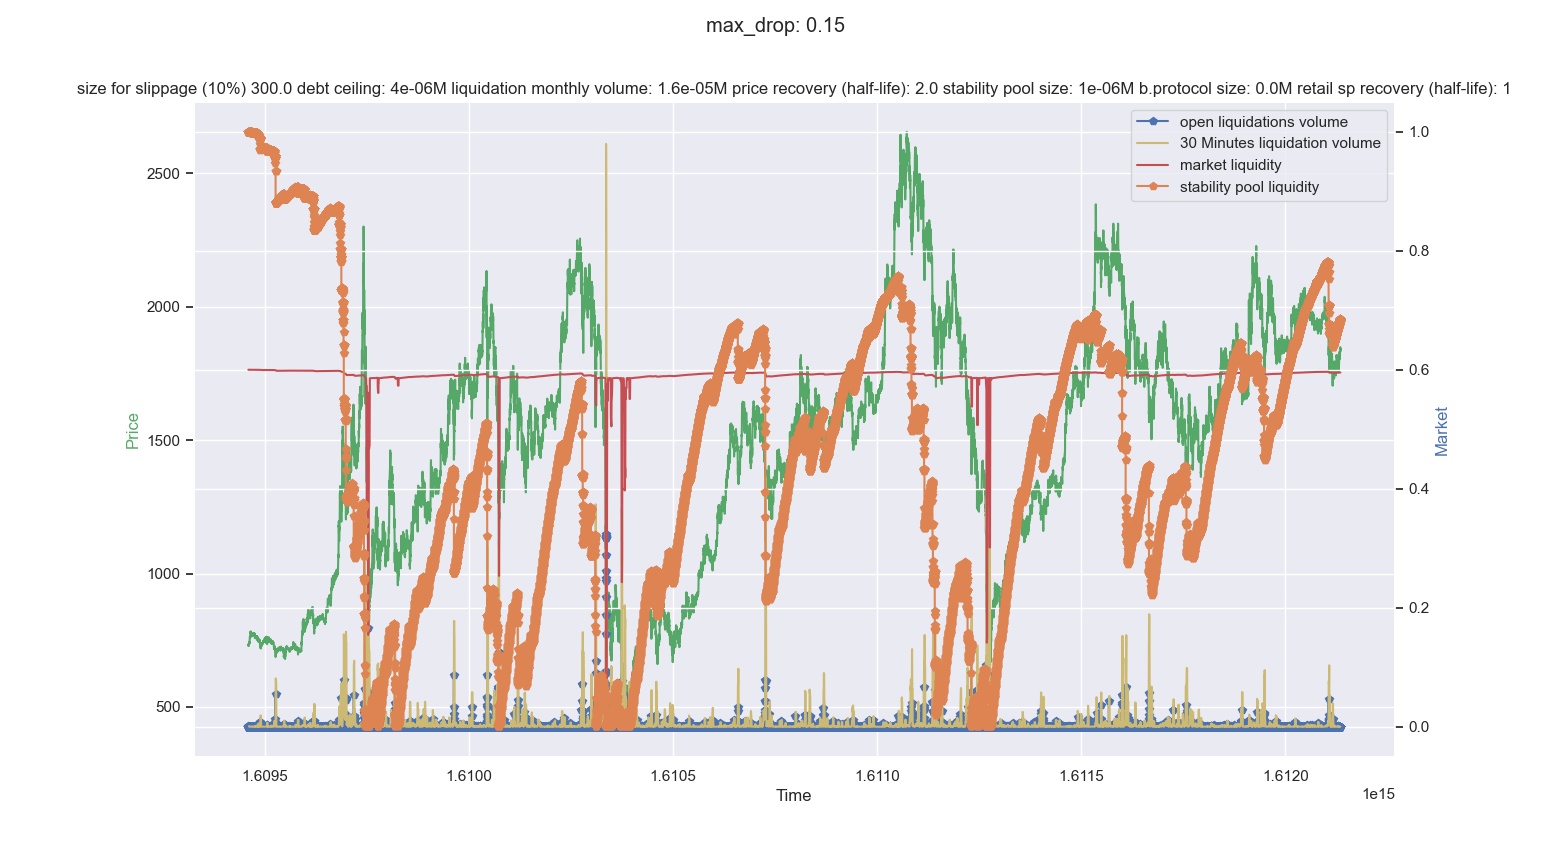 max_drop: 0.15
size for slippage (10%) 300.0 debt ceiling: 4e-06M liquidation monthly volume: 1.6e-05M price recovery (half-life): 2.0 stability pool size: 1e-06M b.protocol size: 0.0M retail sp recovery (half-life): 1
open liquidations volume
30 Minutes liquidation volume
market liquidity
stability pool liquidity
2500
2000
1500
1000
500
Price
1.0
0.8
0.6
0.4
0.2
0.0
Market
1.6095 1.6100 1.6105 1.6110 1.6115 1.6120
Time
1e15